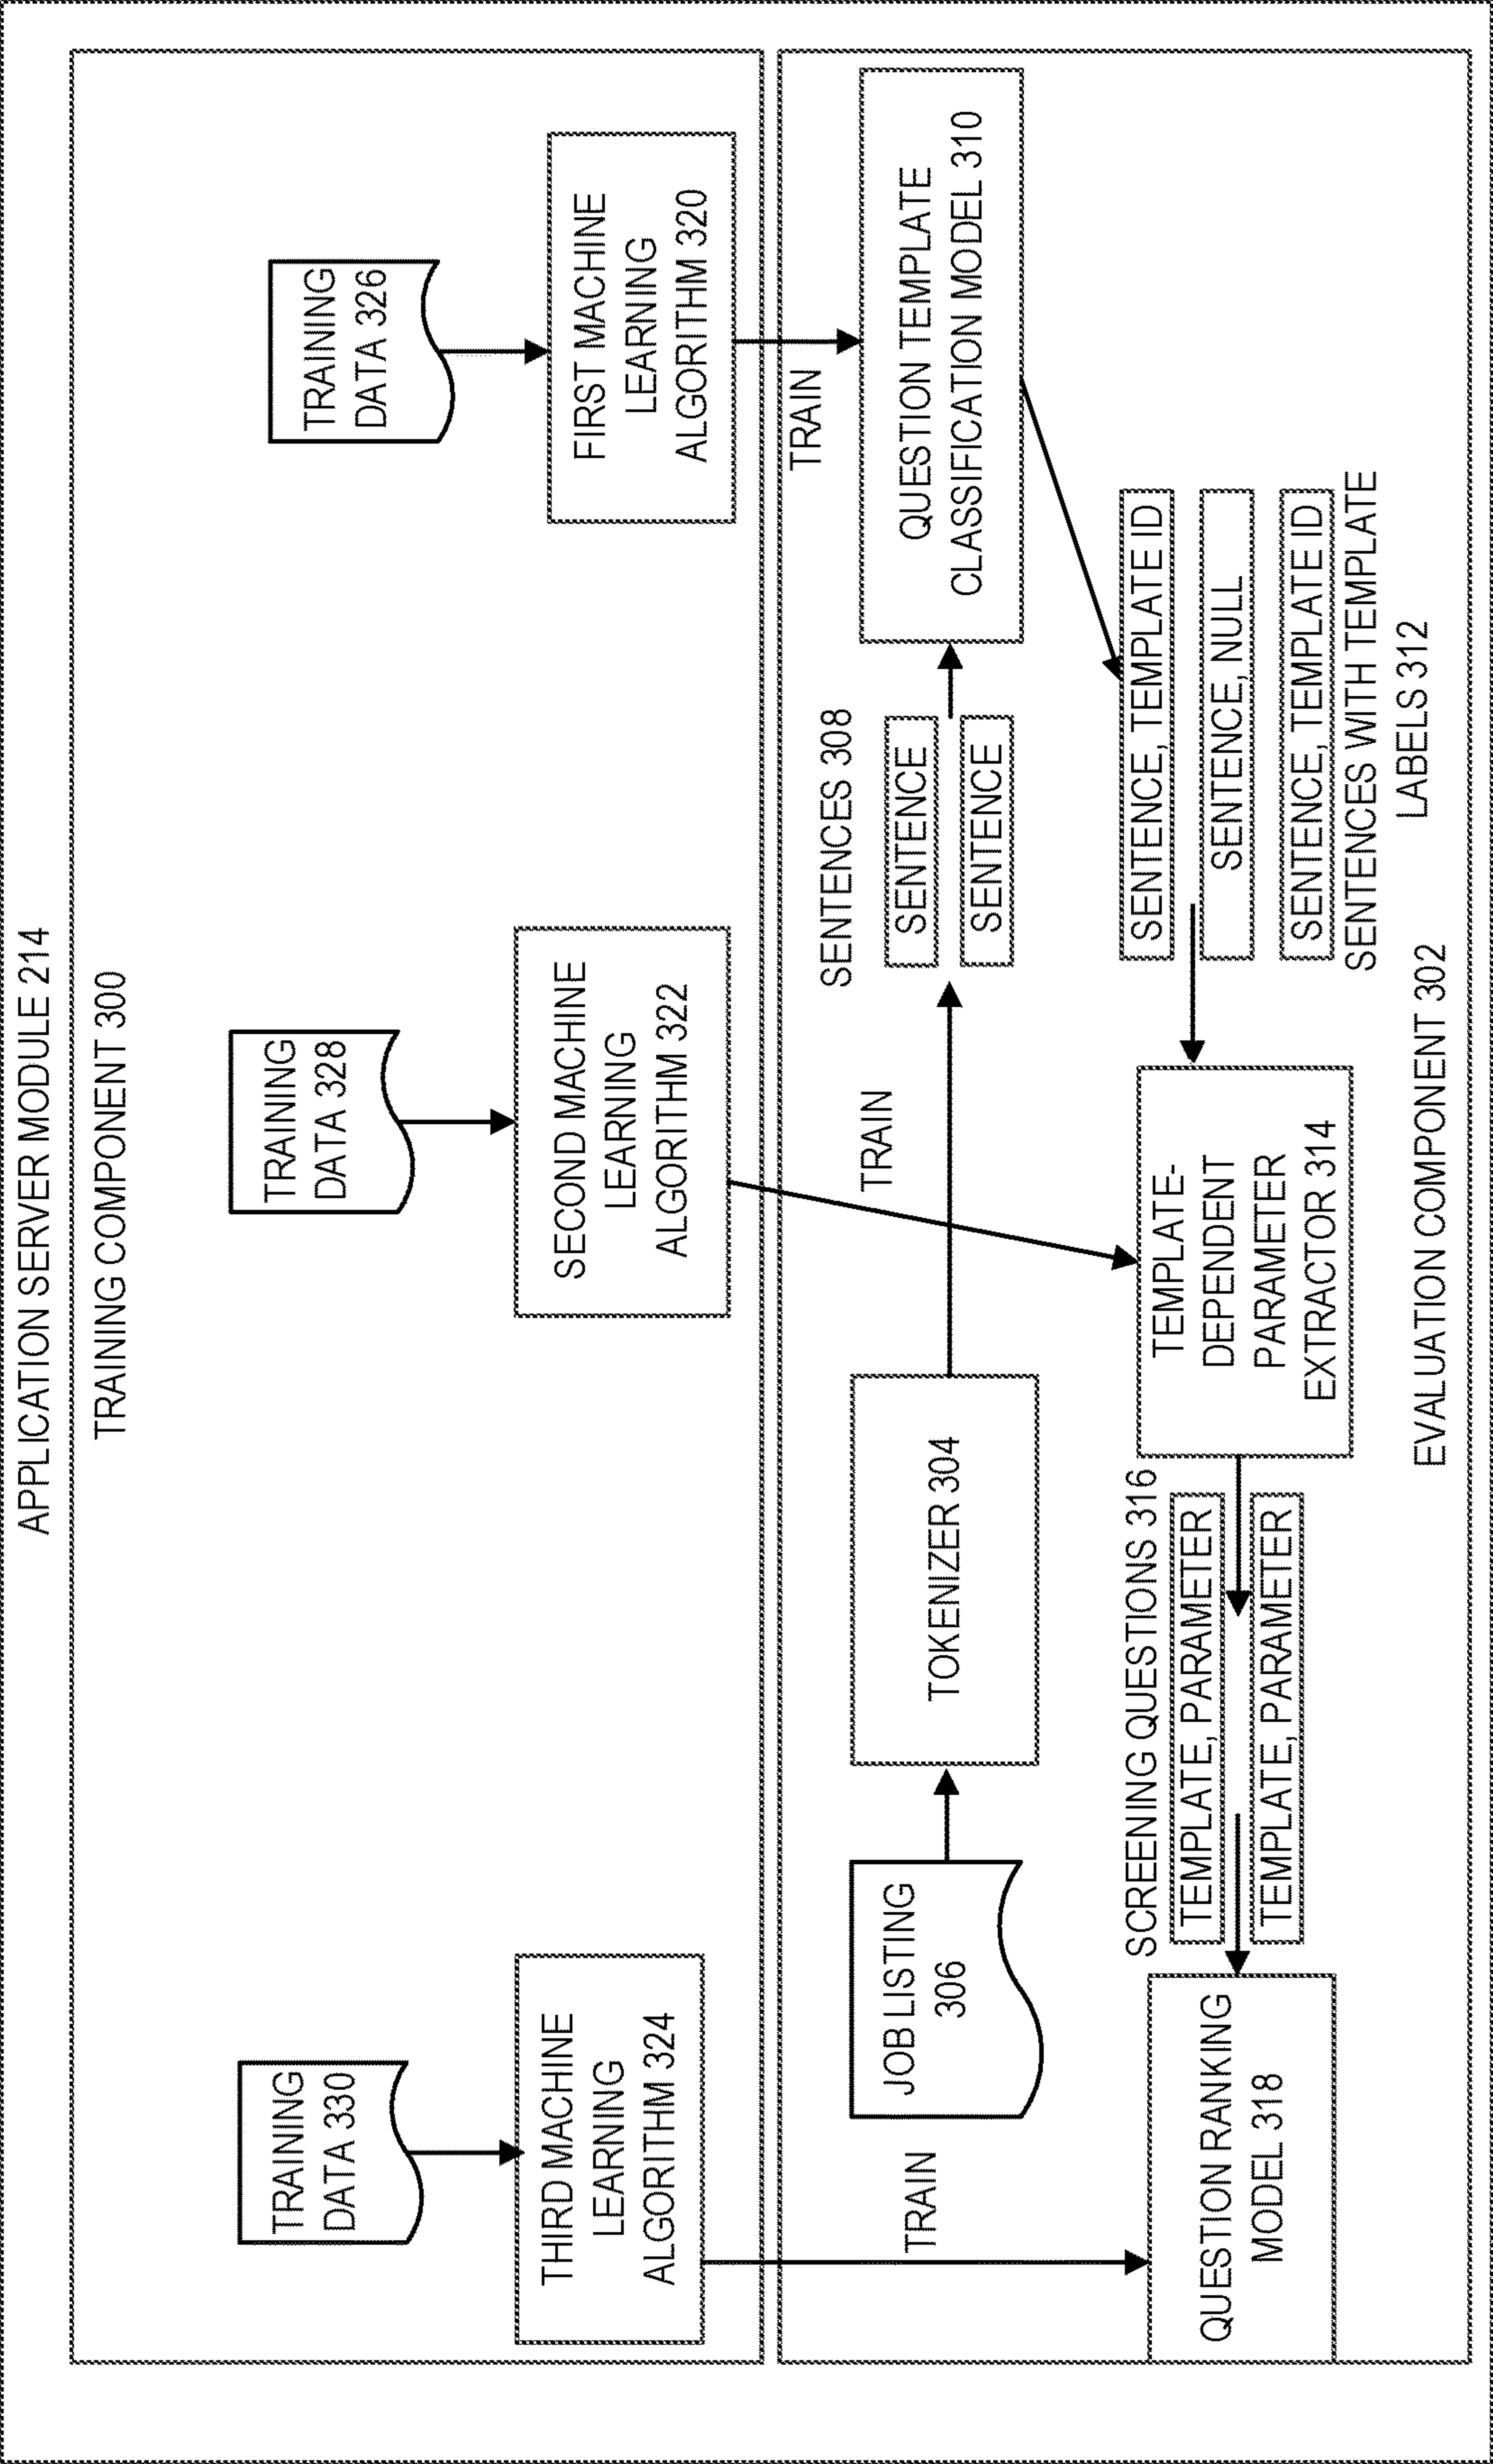 APPLICATION SERVER MODULE 214
TRAINING COMPONENT 300
TRAINING
DATA 330
TRAINING
DATA 328
TRAINING
DATA 326
THIRD MACHINE
LEARNING
ALGORITHM 324
SECOND MACHINE
LEARNING
ALGORITHM 322
FIRST MACHINE
LEARNING
ALGORITHM 320
TRAIN
TRAIN
TRAIN
JOB LISTING
306
TOKENIZER 304
SENTENCES 308
SENTENCE
SENTENCE
QUESTION TEMPLATE
CLASSIFICATION MODEL 310
QUESTION RANKING
MODEL 318
SCREENING QUESTIONS 316
TEMPLATE, PARAMETER
TEMPLATE, PARAMETER
TEMPLATE-
DEPENDENT
PARAMETER
EXTRACTOR 314
SENTENCE, TEMPLATE ID
SENTENCE, NULL
SENTENCE, TEMPLATE ID
SENTENCES WITH TEMPLATE
LABELS 312
EVALUATION COMPONENT 302